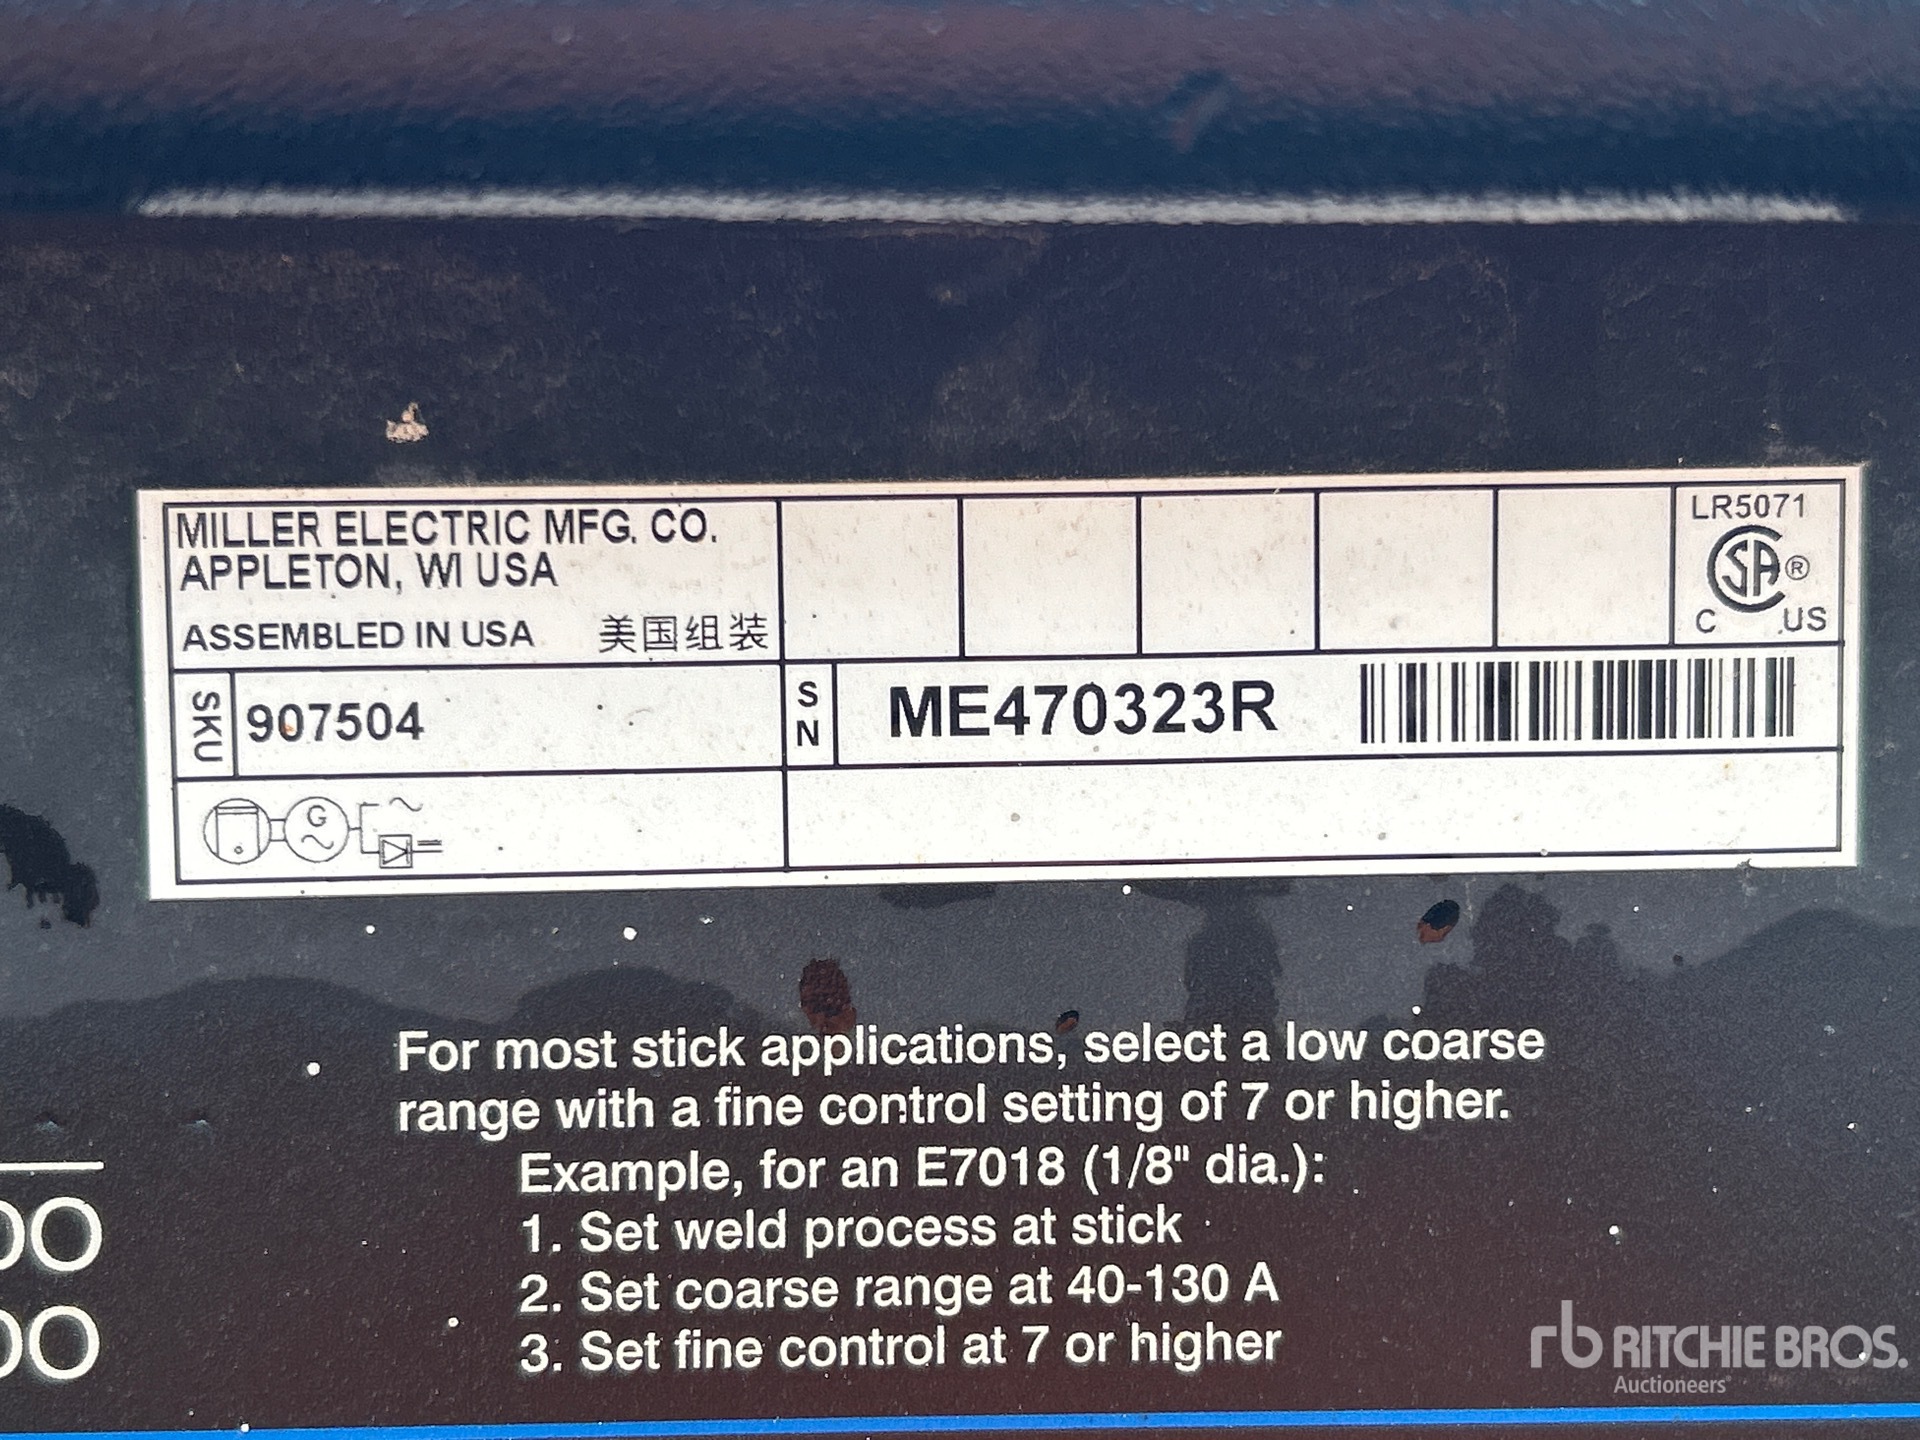 MILLER ELECTRIC MFG. CO.
APPLETON, WI USA
ASSEMBLED IN USA 美国组装
LR5071
SA ®
C US
SKU 907504
SN ME470323R
G
For most stick applications, select a low coarse
range with a fine control setting of 7 or higher.
Example, for an E7018 (1/8" dia.):
1. Set weld process at stick
2. Set coarse range at 40-130 A
3. Set fine control at 7 or higher
rb RITCHIE BROS.
Auctioneers